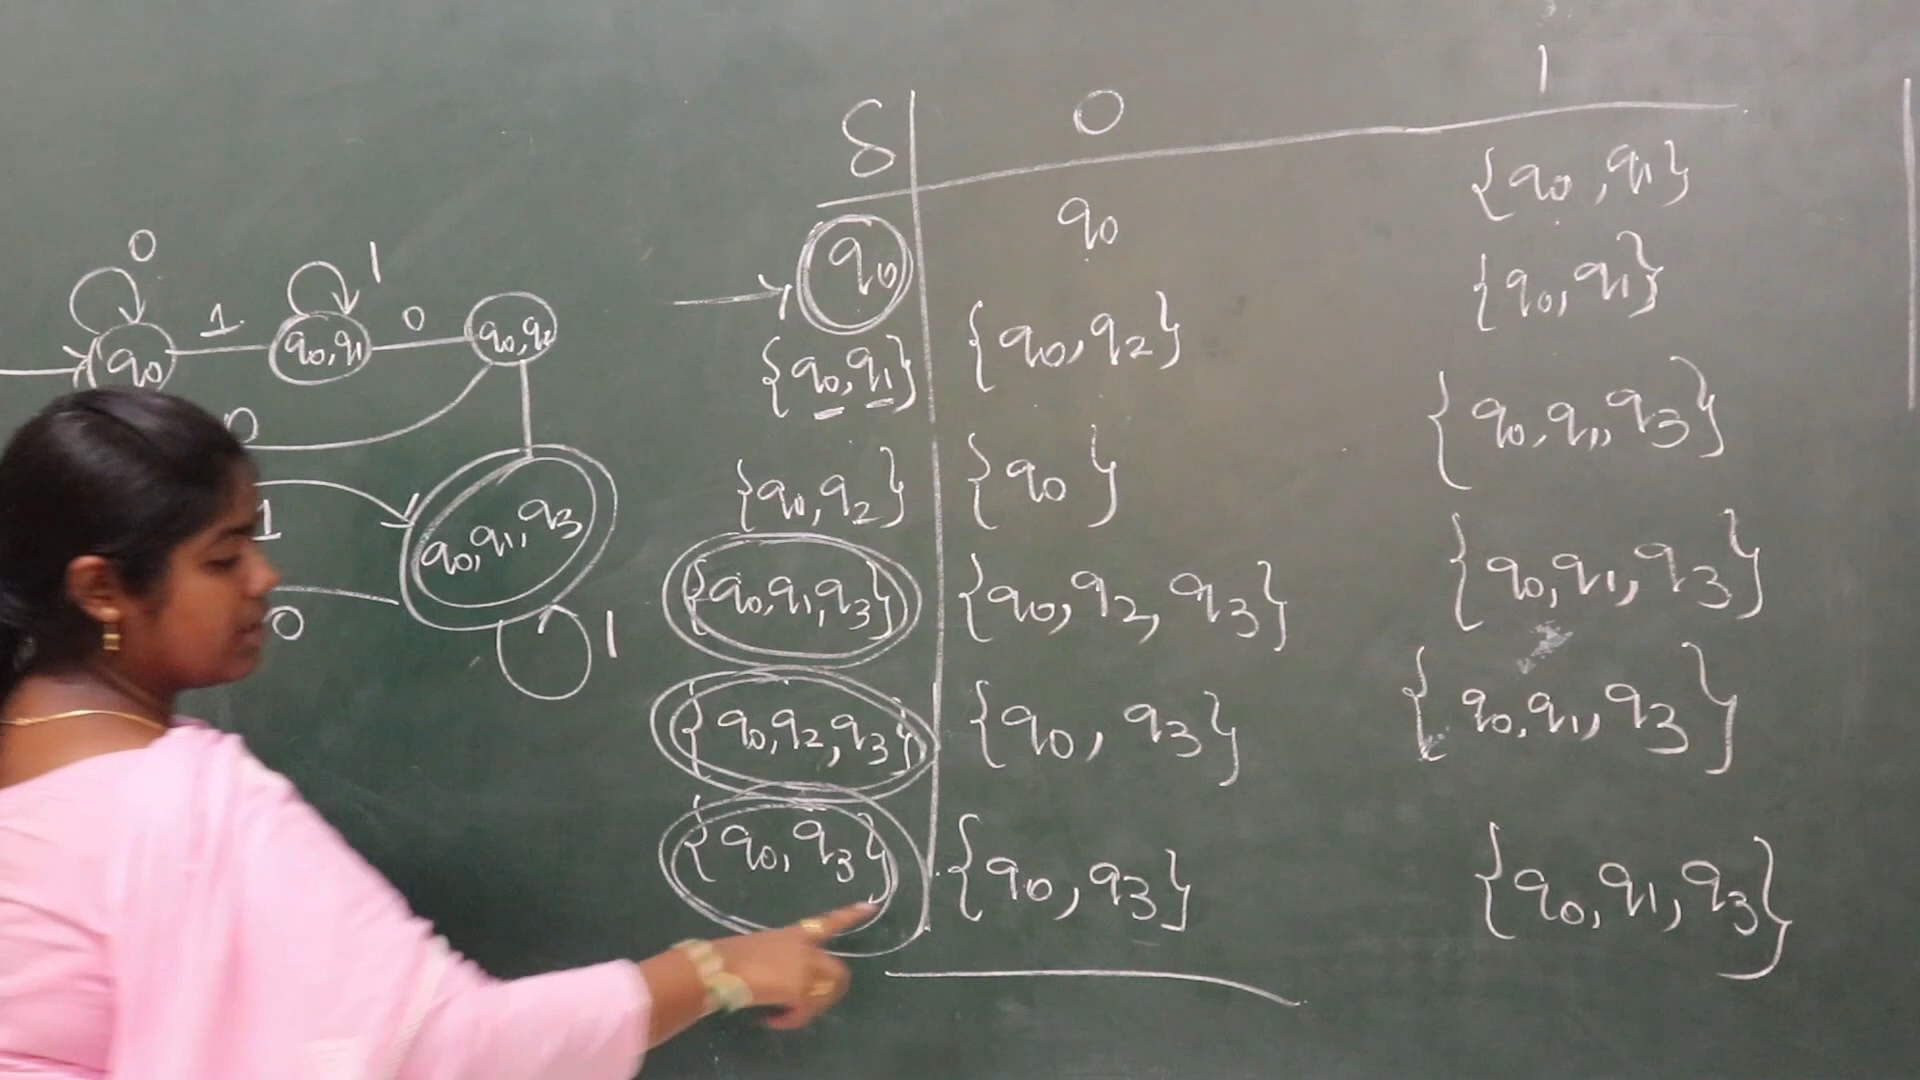 0
1
1
0
q0
q0,q1
q0,q2
0
q0,q1,q3
1
0
1
δ 0 1
q0 q0 {q0,q1}
{q0,q1} {q0,q2} {q0,q1}
{q0,q2} {q0} {q0,q1,q3}
{q0,q1,q3} {q0,q2,q3} {q0,q1,q3}
{q0,q2,q3} {q0,q3} {q0,q1,q3}
{q0,q3} {q0,q3} {q0,q1,q3}